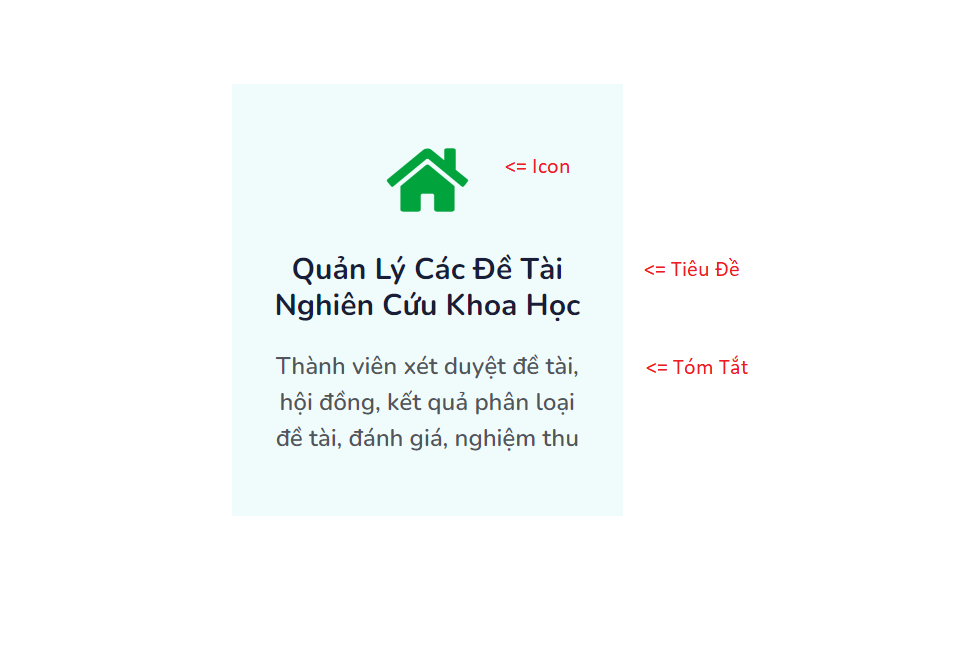 <= Icon
Quản Lý Các Đề Tài <= Tiêu Đề
Nghiên Cứu Khoa Học
Thành viên xét duyệt đề tài, <= Tóm Tắt
hội đồng, kết quả phân loại
đề tài, đánh giá, nghiệm thu